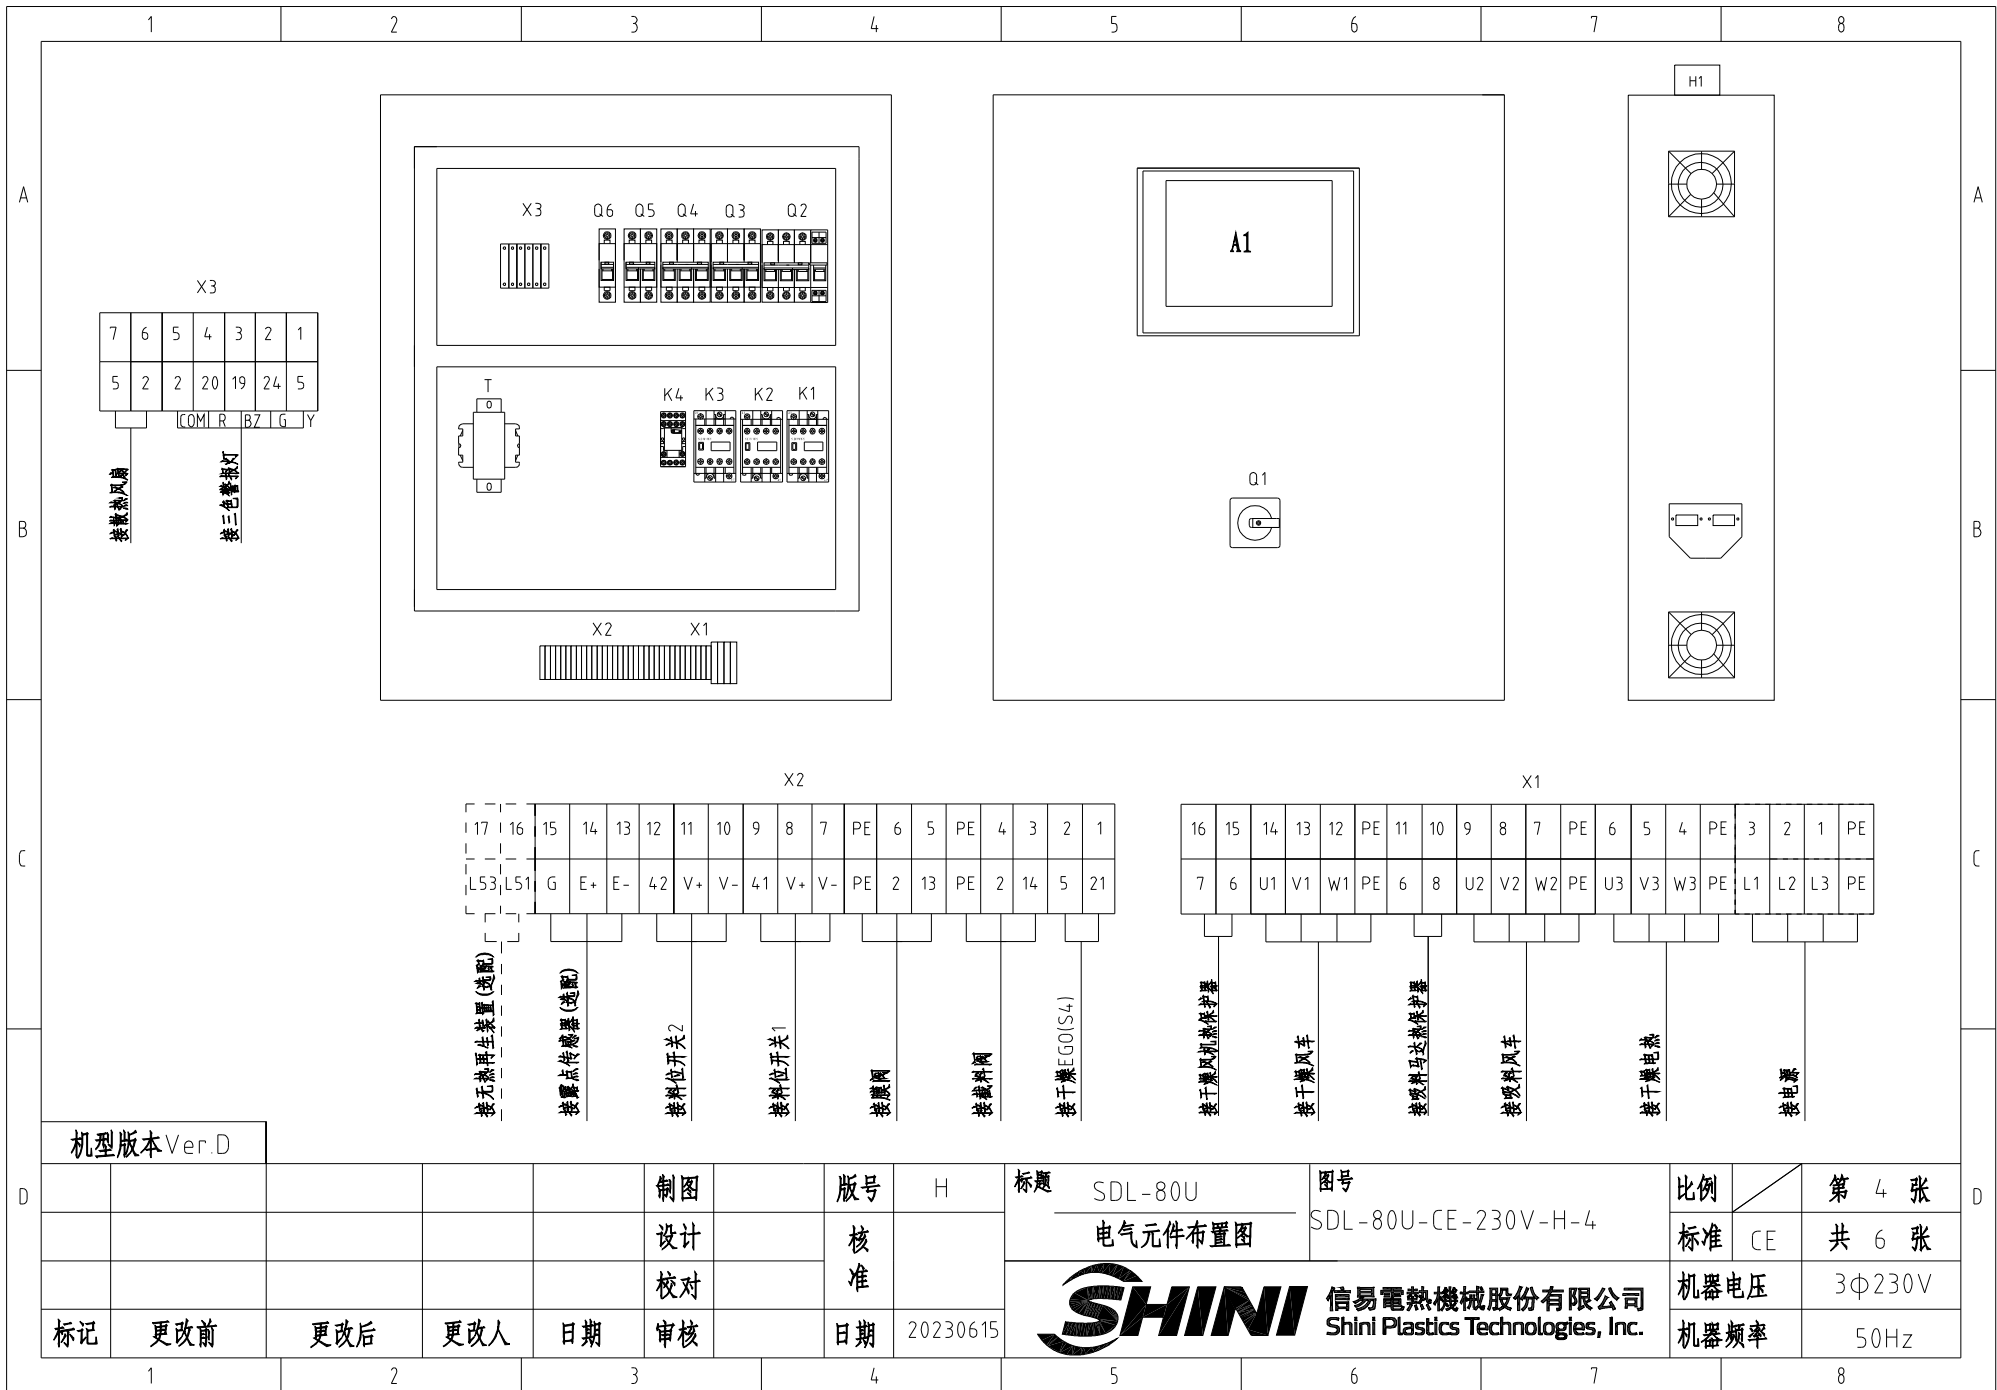 1 2 3 4 5 6 7 8
A
B
C
D
A
B
C
D
H1
X3 Q6 Q5 Q4 Q3 Q2
A1
X3
7 6 5 4 3 2 1
5 2 2 20 19 24 5
COM R BZ G Y
接散热风扇
接三色警报灯
T K4 K3 K2 K1
0
0
Q1
X2 X1
X2
17 16 15 14 13 12 11 10 9 8 7 PE 6 5 PE 4 3 2 1
L53 L51 G E+ E- 42 V+ V- 41 V+ V- PE 2 13 PE 2 14 5 21
接无热再生装置(选配)
接露点传感器(选配)
接料位开关2
接料位开关1
接膜阀
接截料阀
接干燥EGO(S4)
X1
16 15 14 13 12 PE 11 10 9 8 7 PE 6 5 4 PE 3 2 1 PE
7 6 U1 V1 W1 PE 6 8 U2 V2 W2 PE U3 V3 W3 PE L1 L2 L3 PE
接干燥风机热保护器
接干燥风车
接吸料马达热保护器
接吸料风车
接干燥电热
接电源
机型版本Ver.D
制图
设计
校对
标记 更改前 更改后 更改人 日期 审核
版号 H
核准
日期 20230615
标题 SDL-80U
电气元件布置图
图号
SDL-80U-CE-230V-H-4
比例 第 4 张
标准 CE 共 6 张
机器电压 3φ230V
机器频率 50Hz
SHINI
信易電熱機械股份有限公司
Shini Plastics Technologies, Inc.
1 2 3 4 5 6 7 8